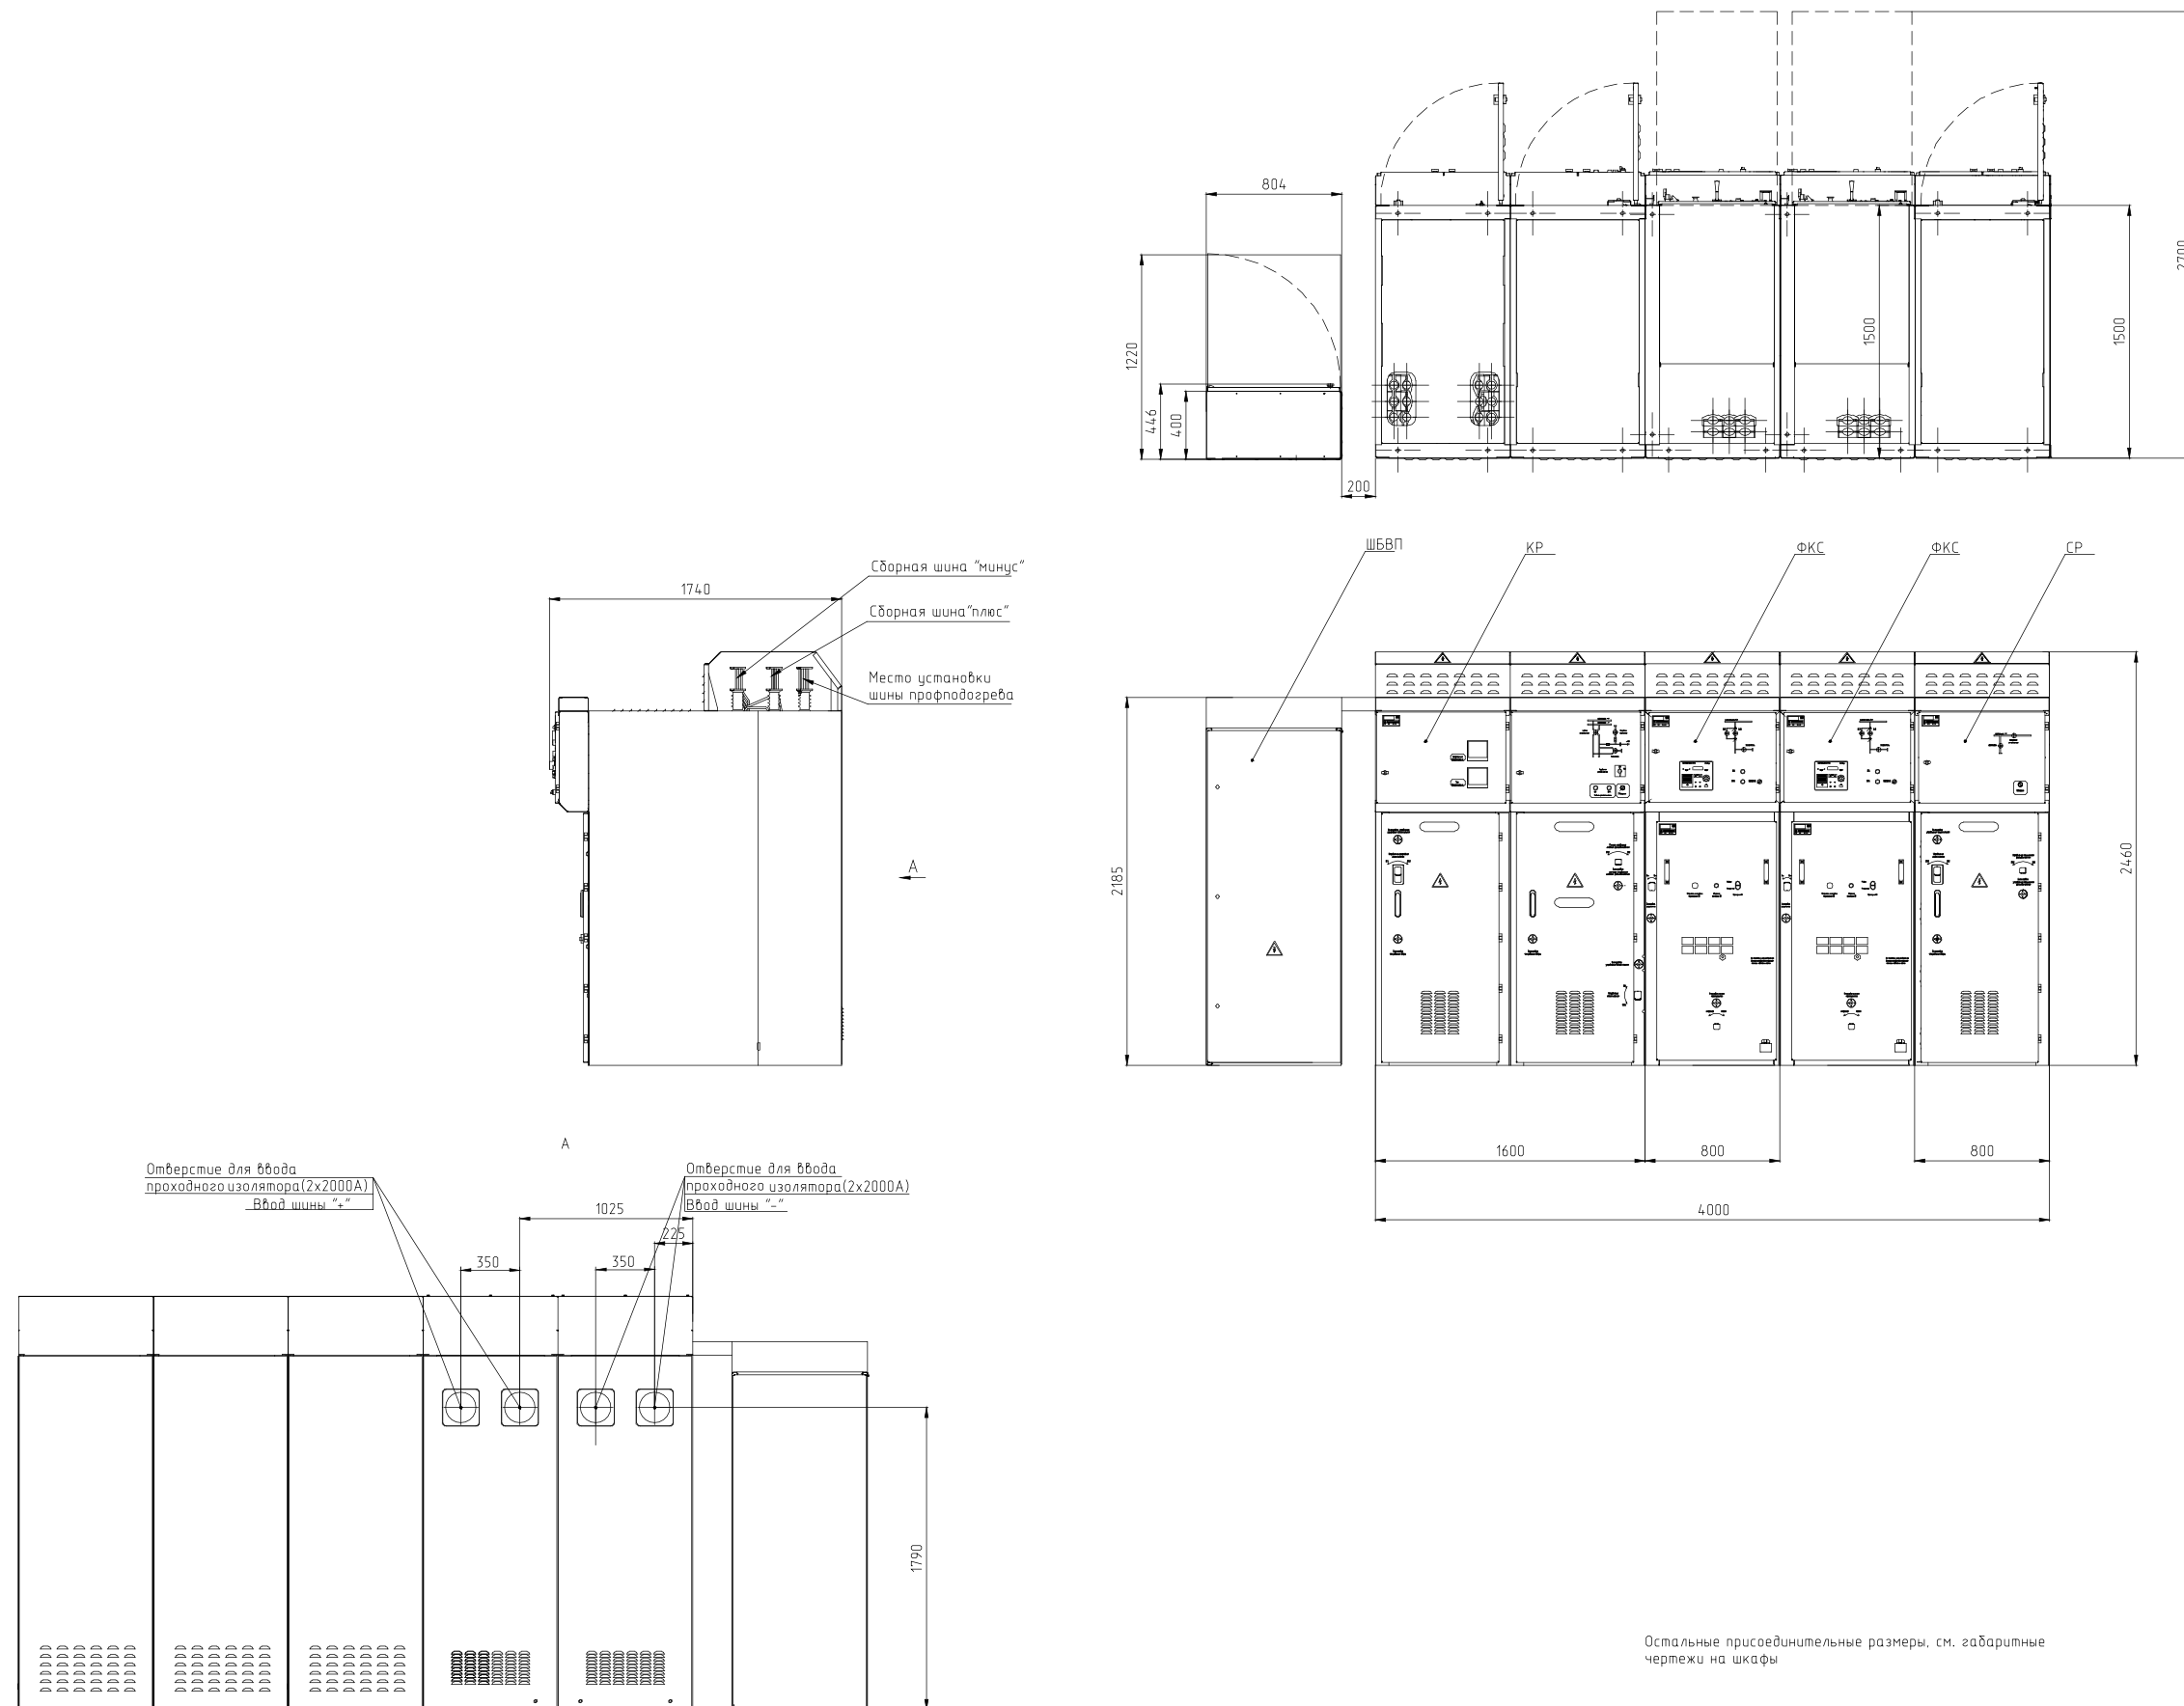 804
1220
446
400
200
1500
1500
2700
ШБВП
КР
ФКС
ФКС
СР
Сборная шина "минус"
1740
Сборная шина"плюс"
Место установки
шины профподогрева
А
2185
2460
1600
800
800
4000
А
Отверстие для ввода
проходного изолятора(2х2000А)
Ввод шины "+"
Отверстие для ввода
проходного изолятора(2х2000А)
Ввод шины "-"
1025
225
350
350
1790
Остальные присоединительные размеры, см. габаритные
чертежи на шкафы